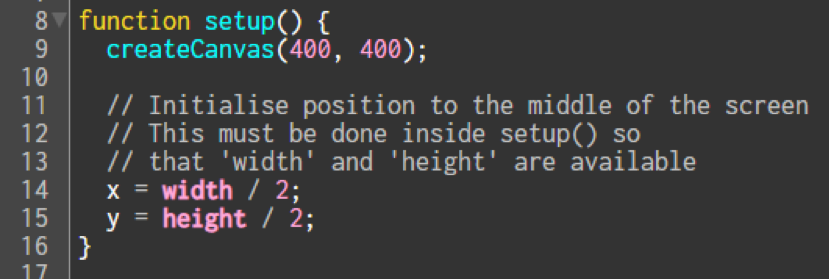 8 function setup() {
9 createCanvas(400, 400);
10
11 // Initialise position to the middle of the screen
12 // This must be done inside setup() so
13 // that 'width' and 'height' are available
14 x = width / 2;
15 y = height / 2;
16 }
17